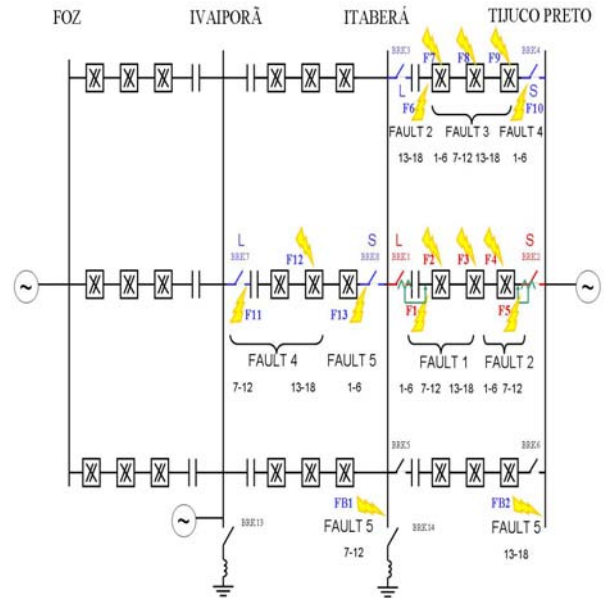 FOZ IVAIPORÃ ITABERÁ TIJUCO PRETO
BRK3 F7 F8 F9 BRK4
L S
F6 F10
FAULT 2 FAULT 3 FAULT 4
13-18 1-6 7-12 13-18 1-6
L S L S
BRK7 F12 BRK8 BRK1 F2 F3 F4 BRK2
F11 F13 F1 F5
FAULT 4 FAULT 5 FAULT 1 FAULT 2
7-12 13-18 1-6 1-6 7-12 13-18 1-6 7-12
BRK5 BRK6
FB1 FB2
FAULT 5 FAULT 5
BRK13 BRK14
7-12 13-18